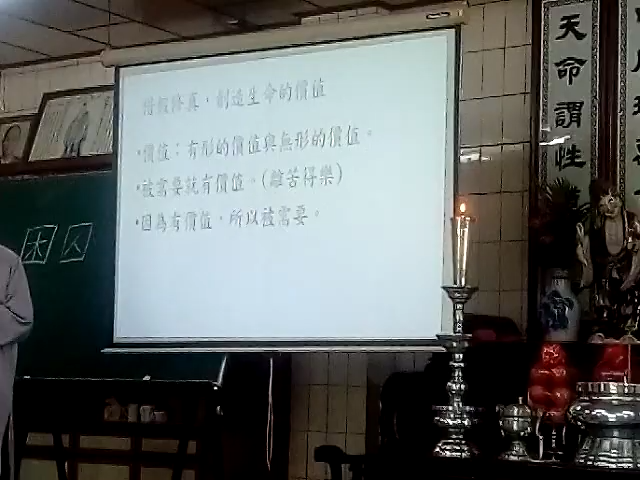 借假修真，創造生命的價值
•價值：有形的價值與無形的價值。
•被需要就有價值。(離苦得樂)
•因為有價值，所以被需要。
困 囚
天命謂性